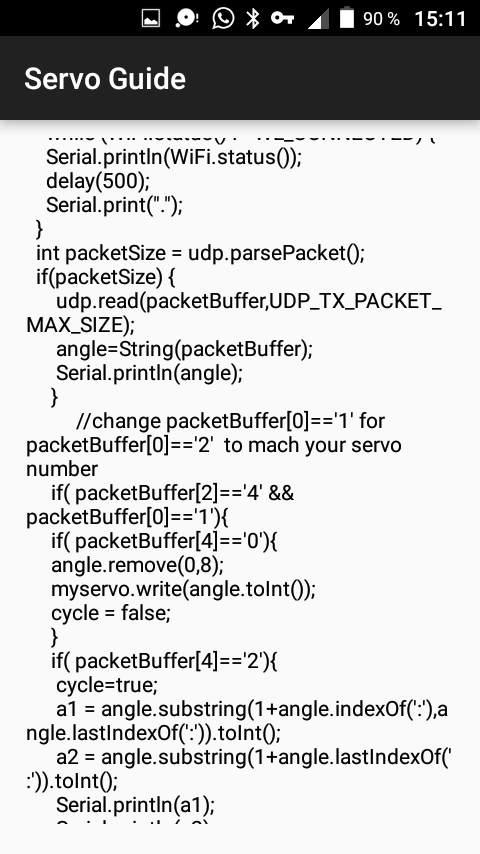 90 % 15:11
Servo Guide
Serial.println(WiFi.status());
delay(500);
Serial.print(".");
}
int packetSize = udp.parsePacket();
if(packetSize) {
udp.read(packetBuffer,UDP_TX_PACKET_
MAX_SIZE);
angle=String(packetBuffer);
Serial.println(angle);
}
//change packetBuffer[0]=='1' for
packetBuffer[0]=='2'  to mach your servo
number
if( packetBuffer[2]=='4' &&
packetBuffer[0]=='1'){
if( packetBuffer[4]=='0'){
angle.remove(0,8);
myservo.write(angle.toInt());
cycle = false;
}
if( packetBuffer[4]=='2'){
cycle=true;
a1 = angle.substring(1+angle.indexOf(':'),a
ngle.lastIndexOf(':')).toInt();
a2 = angle.substring(1+angle.lastIndexOf('
:')).toInt();
Serial.println(a1);